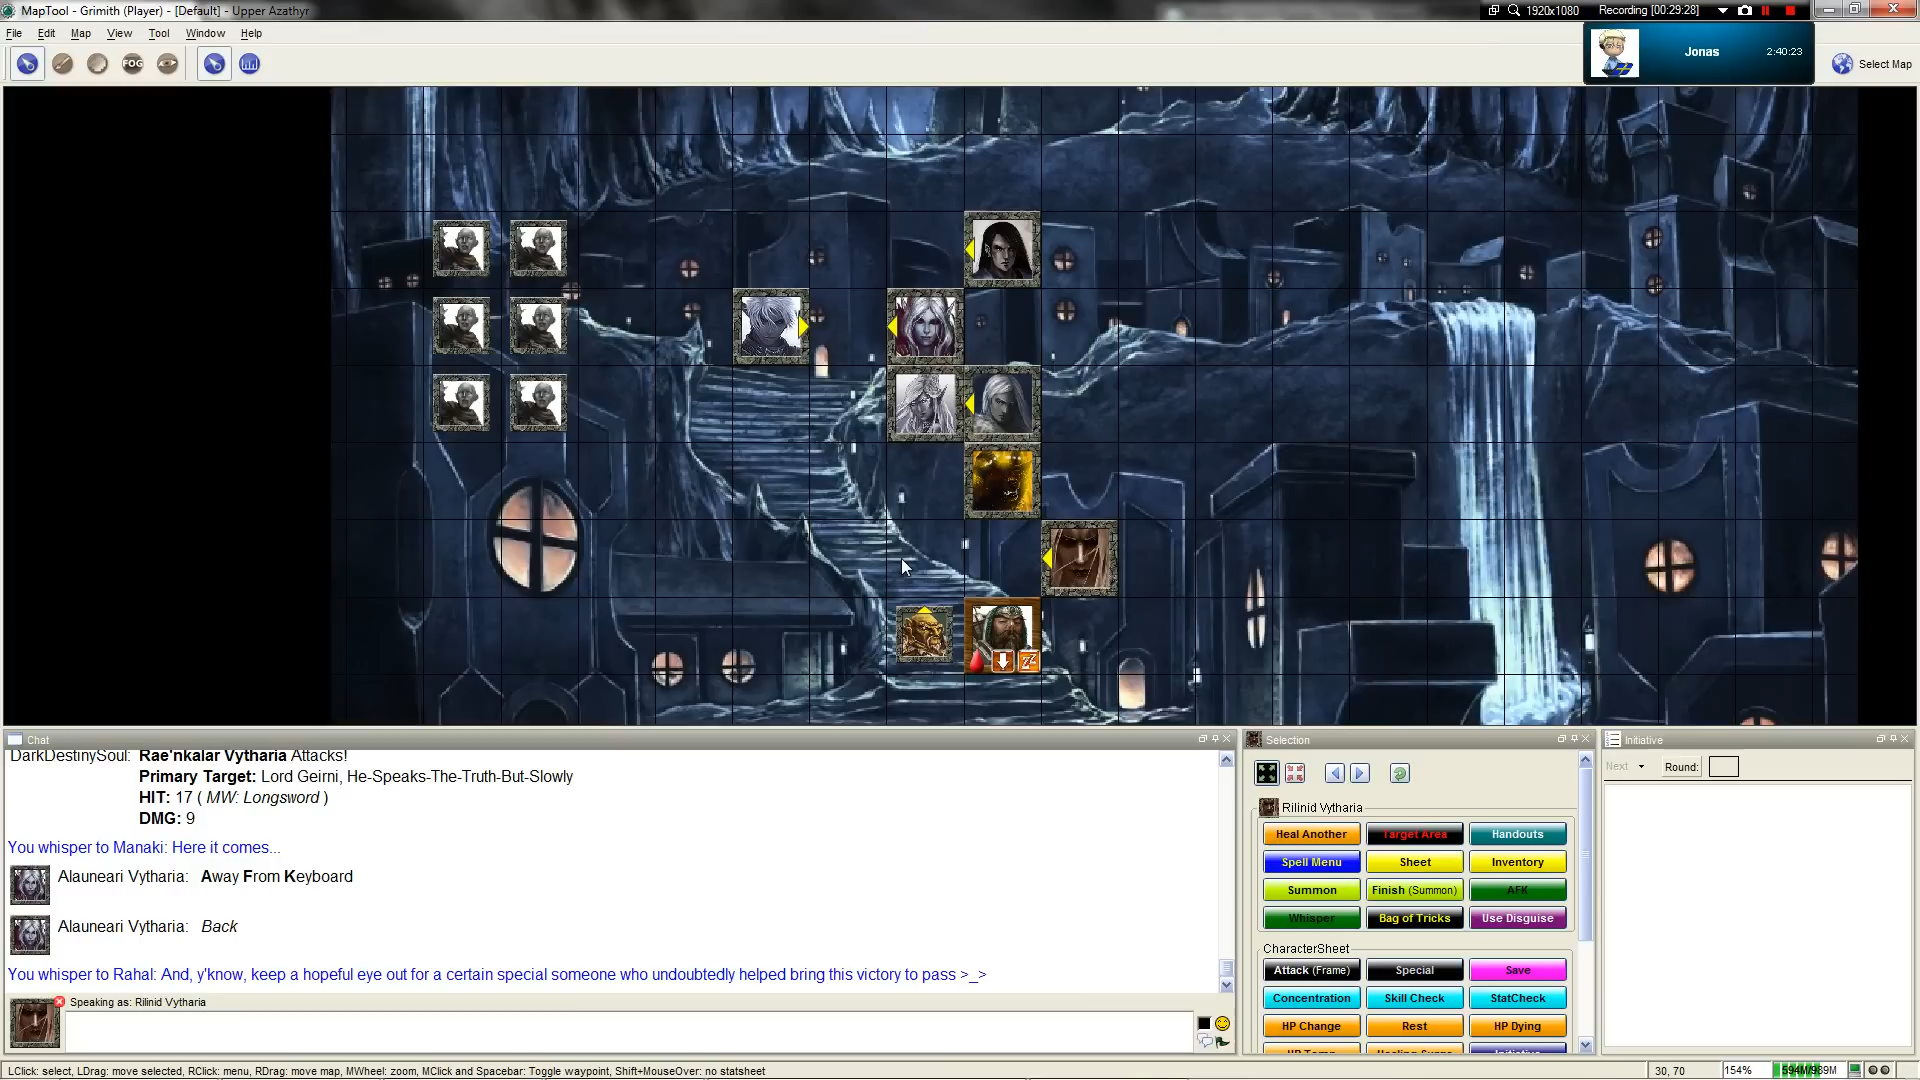 MapTool - Grimith (Player) - [Default] - Upper Azathyr
1920x1080
Recording [00:29:28]
File Edit Map View Tool Window Help
Jonas
2:40:23
FOG
Select Map
Chat
DarkDestinySoul: Rae'nkalar Vytharia Attacks!
Primary Target: Lord Geirni, He-Speaks-The-Truth-But-Slowly
HIT: 17 ( MW: Longsword )
DMG: 9
You whisper to Manaki: Here it comes...
Alauneari Vytharia: Away From Keyboard
Alauneari Vytharia: Back
You whisper to Rahal: And, y'know, keep a hopeful eye out for a certain special someone who undoubtedly helped bring this victory to pass >_>
Speaking as: Rilinid Vytharia
Selection
Rilinid Vytharia
Heal Another Target Area Handouts
Spell Menu Sheet Inventory
Summon Finish (Summon) AFK
Whisper Bag of Tricks Use Disguise
CharacterSheet
Attack (Frame) Special Save
Concentration Skill Check StatCheck
HP Change Rest HP Dying
HP Temp Healing Surge Initiative
Initiative
Next Round:
LClick: select, LDrag: move selected, RClick: menu, RDrag: move map, MWheel: zoom, MClick and Spacebar: Toggle waypoint, Shift+MouseOver: no statsheet
30, 70
154%
594M/989M